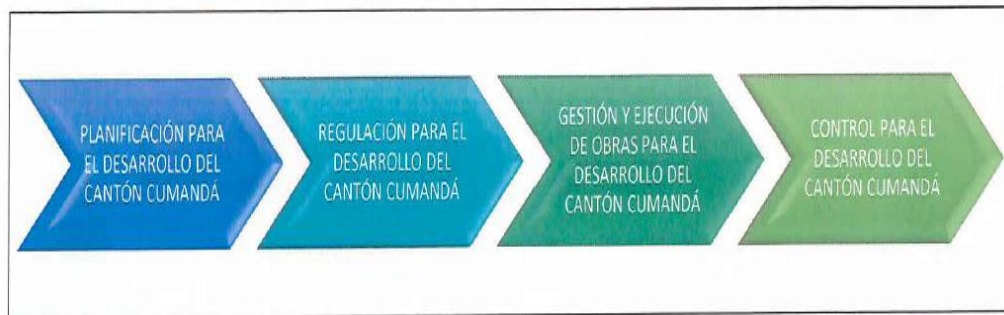 PLANIFICACIÓN PARA
EL DESARROLLO DEL
CANTÓN CUMANDÁ
REGULACIÓN PARA EL
DESARROLLO DEL
CANTÓN CUMANDÁ
GESTIÓN Y EJECUCIÓN
DE OBRAS PARA EL
DESARROLLO DEL
CANTÓN CUMANDÁ
CONTROL PARA EL
DESARROLLO DEL
CANTÓN CUMANDÁ